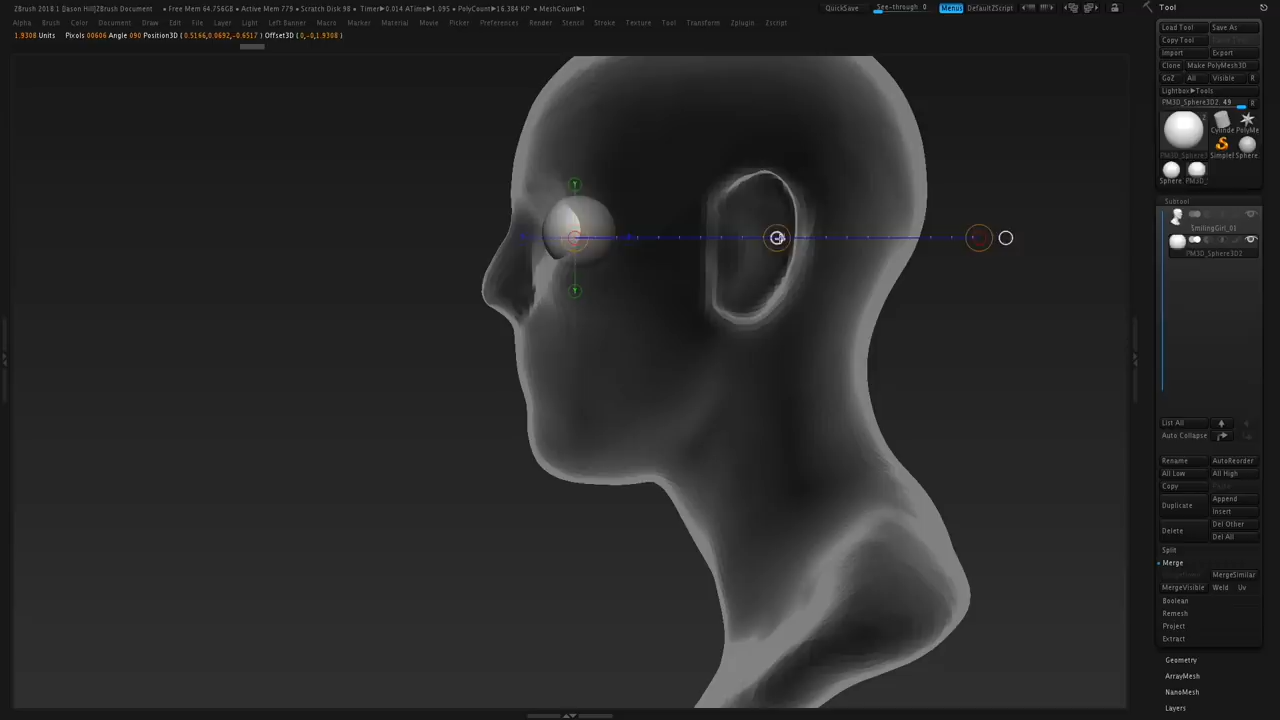 ZBrush 2018.1 [Jason Hill]ZBrush Document • Free Mem 64.756GB • Active Mem 779 • Scratch Disk 98 • Timer▶0.014 ATime▶1.095 • PolyCount▶16.384 KP • MeshCount▶1 QuickSave See-through 0 Menus DefaultZScript Tool
Alpha Brush Color Document Draw Edit File Layer Light Left Banner Macro Marker Material Movie Picker Preferences Render Stencil Stroke Texture Tool Transform Zplugin Zscript
1.9308 Units Pixols 00606 Angle 090 Position3D ( 0.5166,0.0692,-0.6517 ) Offset3D ( 0,-0,1.9308 )
Load Tool Save As
Copy Tool
Import Export
Clone Make PolyMesh3D
GoZ All Visible R
Lightbox▶Tools
PM3D_Sphere3D2. 49 R
Cylinde PolyMe
PM3D_Sphere3 Simpel Sphere.
Sphere PM3D_
Subtool
SmilingGirl_01
PM3D_Sphere3D2
List All
Auto Collapse
Rename AutoReorder
All Low All High
Copy
Duplicate Append
Insert
Delete Del Other
Del All
Split
Merge
MergeSimilar
MergeVisible Weld Uv
Boolean
Remesh
Project
Extract
Geometry
ArrayMesh
NanoMesh
Layers
Y
Y